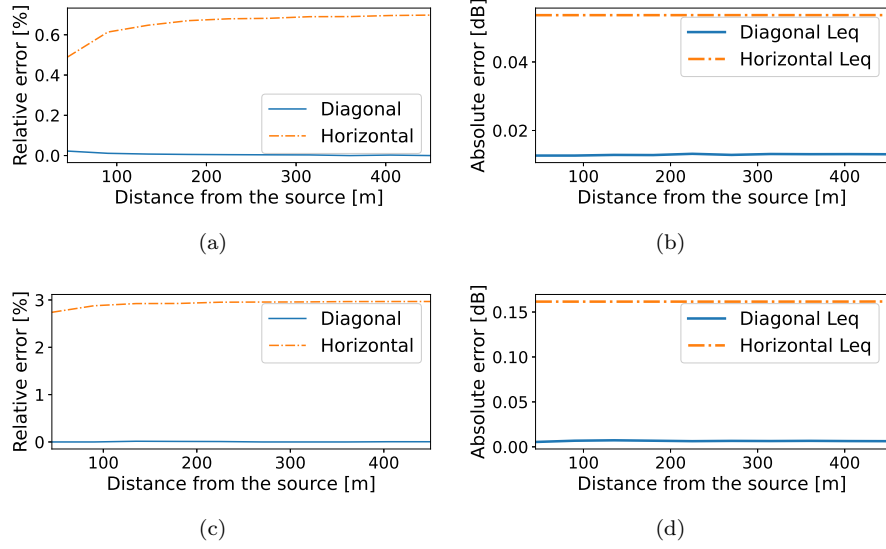 Relative error [%]
0.6
0.4
0.2
0.0
Diagonal
Horizontal
100 200 300 400
Distance from the source [m]
(a)
Absolute error [dB]
0.04
0.02
Diagonal Leq
Horizontal Leq
100 200 300 400
Distance from the source [m]
(b)
Relative error [%]
3
2
1
0
Diagonal
Horizontal
100 200 300 400
Distance from the source [m]
(c)
Absolute error [dB]
0.15
0.10
0.05
0.00
Diagonal Leq
Horizontal Leq
100 200 300 400
Distance from the source [m]
(d)